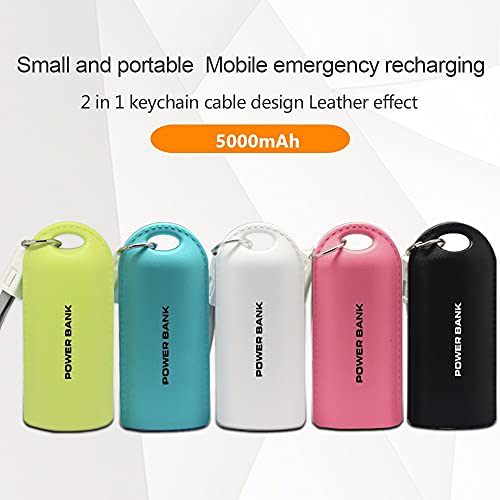 Small and portable  Mobile emergency recharging
2 in 1 keychain cable design Leather effect
5000mAh
POWER BANK
POWER BANK
POWER BANK
POWER BANK
POWER BANK